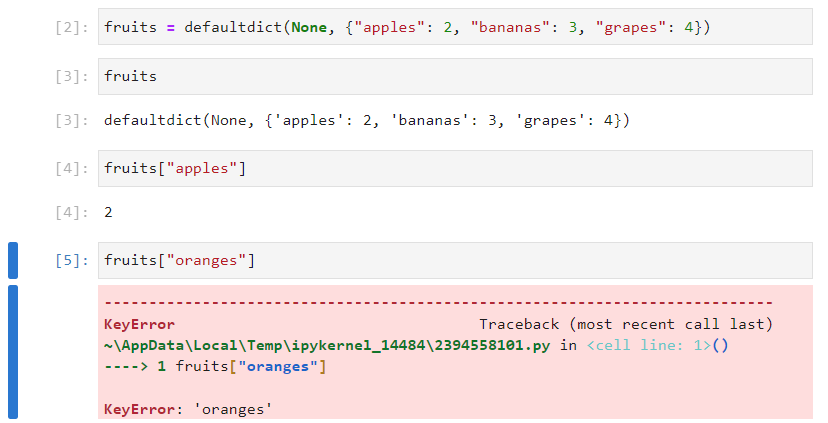 [2]: fruits = defaultdict(None, {"apples": 2, "bananas": 3, "grapes": 4})
[3]: fruits
[3]: defaultdict(None, {'apples': 2, 'bananas': 3, 'grapes': 4})
[4]: fruits["apples"]
[4]: 2
[5]: fruits["oranges"]
---------------------------------------------------------------------------
KeyError                                  Traceback (most recent call last)
~\AppData\Local\Temp\ipykernel_14484\2394558101.py in <cell line: 1>()
----> 1 fruits["oranges"]
KeyError: 'oranges'